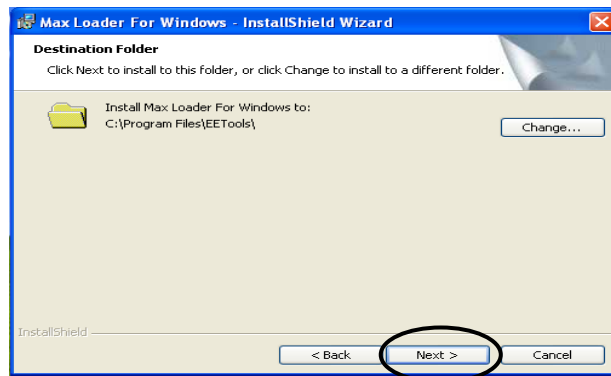 Max Loader For Windows - InstallShield Wizard
Destination Folder
Click Next to install to this folder, or click Change to install to a different folder.
Install Max Loader For Windows to:
C:\Program Files\EETools\
Change...
InstallShield
< Back
Next >
Cancel